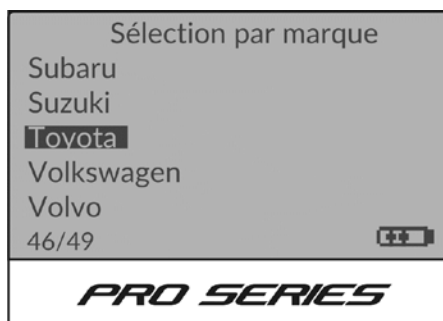 Sélection par marque
Subaru
Suzuki
Toyota
Volkswagen
Volvo
46/49
PRO SERIES